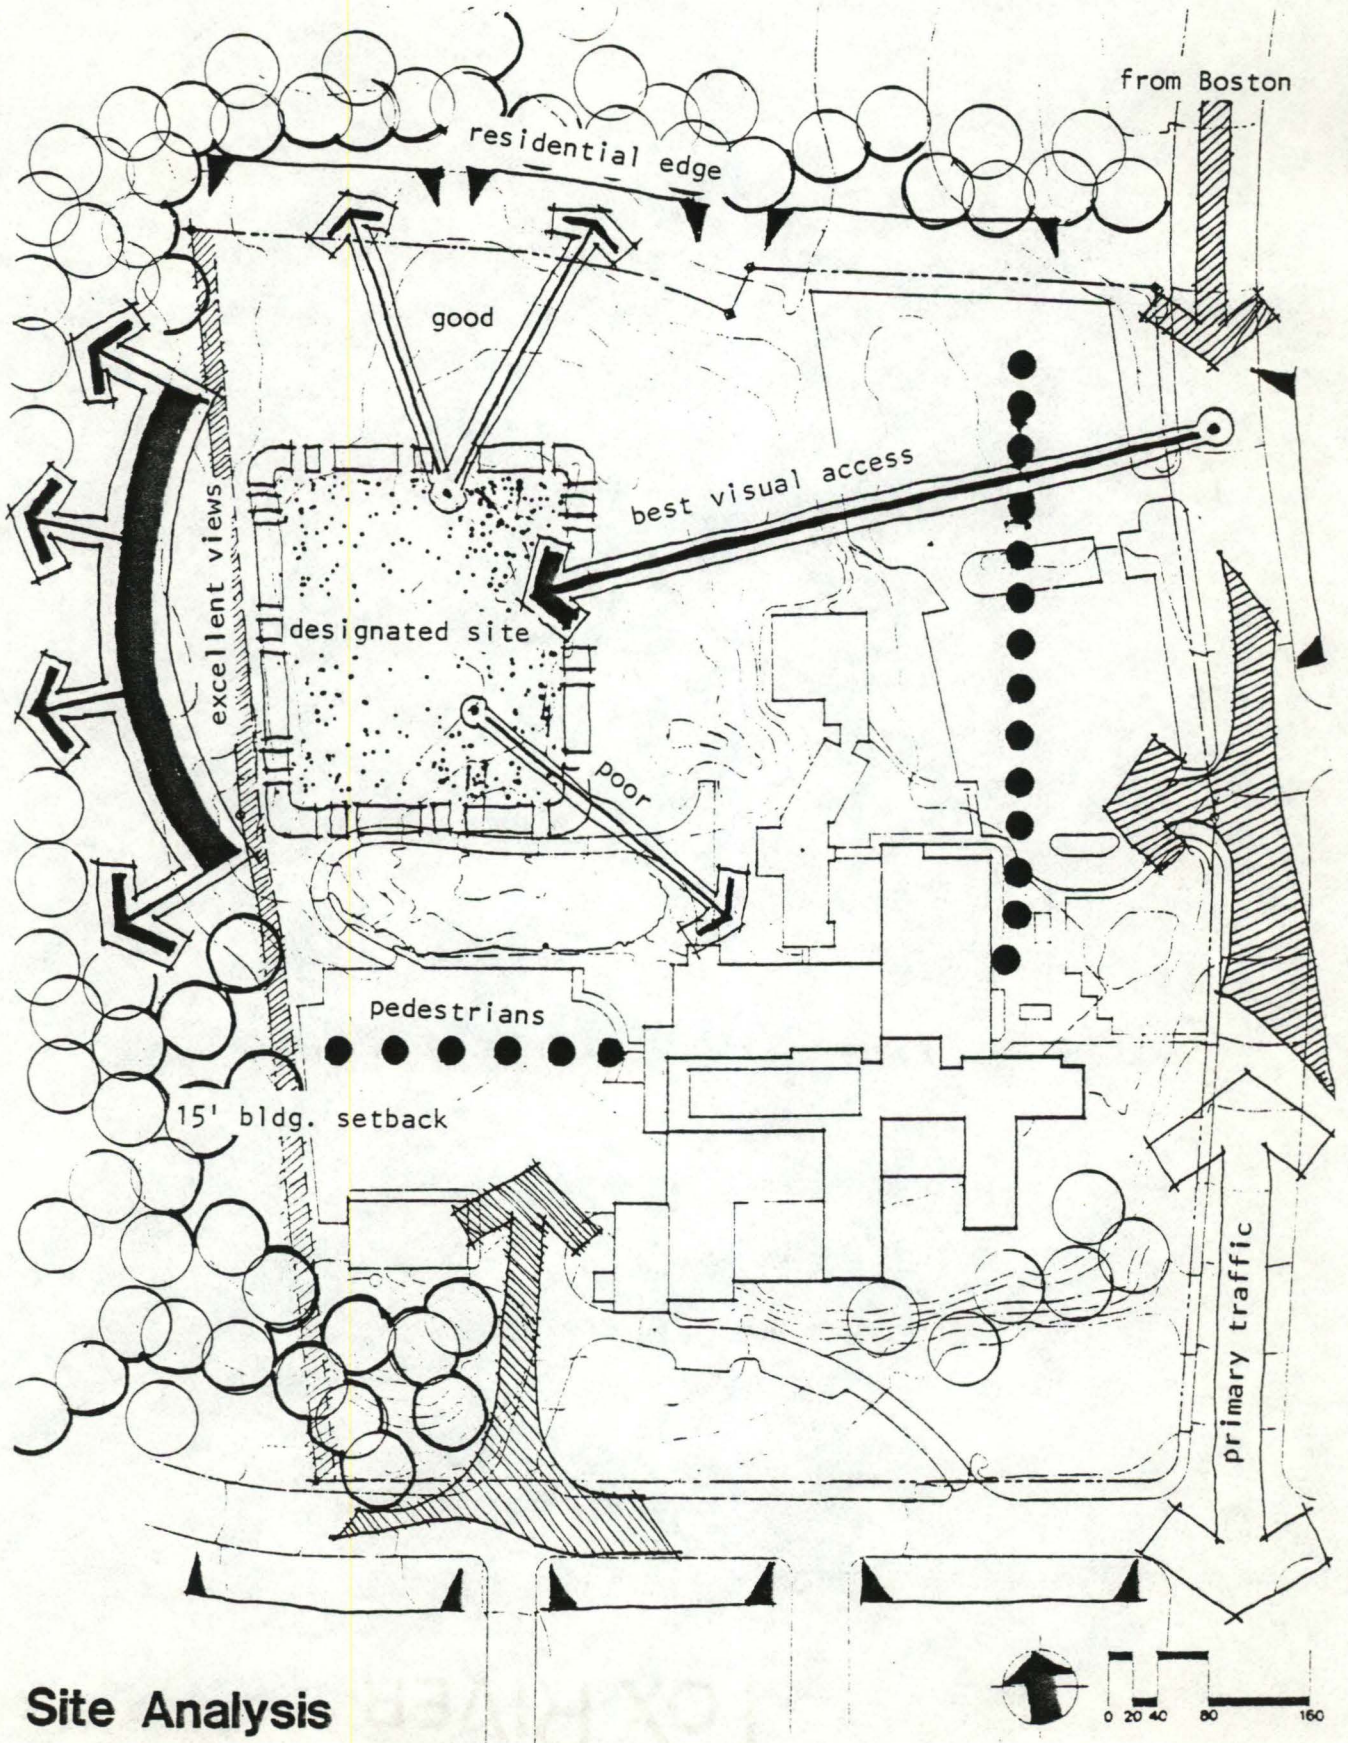 from Boston
residential edge
good
best visual access
excellent views
designated site
poor
pedestrians
15' bldg. setback
primary traffic
Site Analysis
0 20 40 80 160